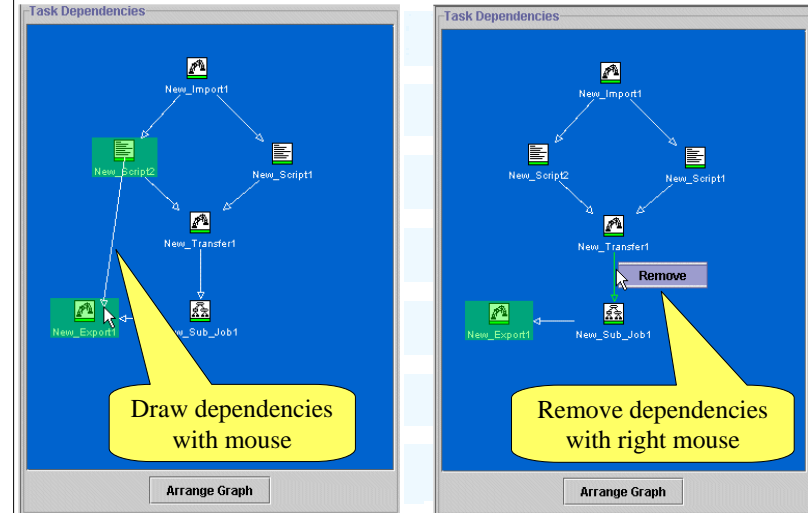 Task Dependencies
New_Import1
New_Script2
New_Script1
New_Transfer1
New_Export1
New_Sub_Job1
Draw dependencies
with mouse
Arrange Graph
Task Dependencies
New_Import1
New_Script2
New_Script1
New_Transfer1
Remove
New_Export1
New_Sub_Job1
Remove dependencies
with right mouse
Arrange Graph